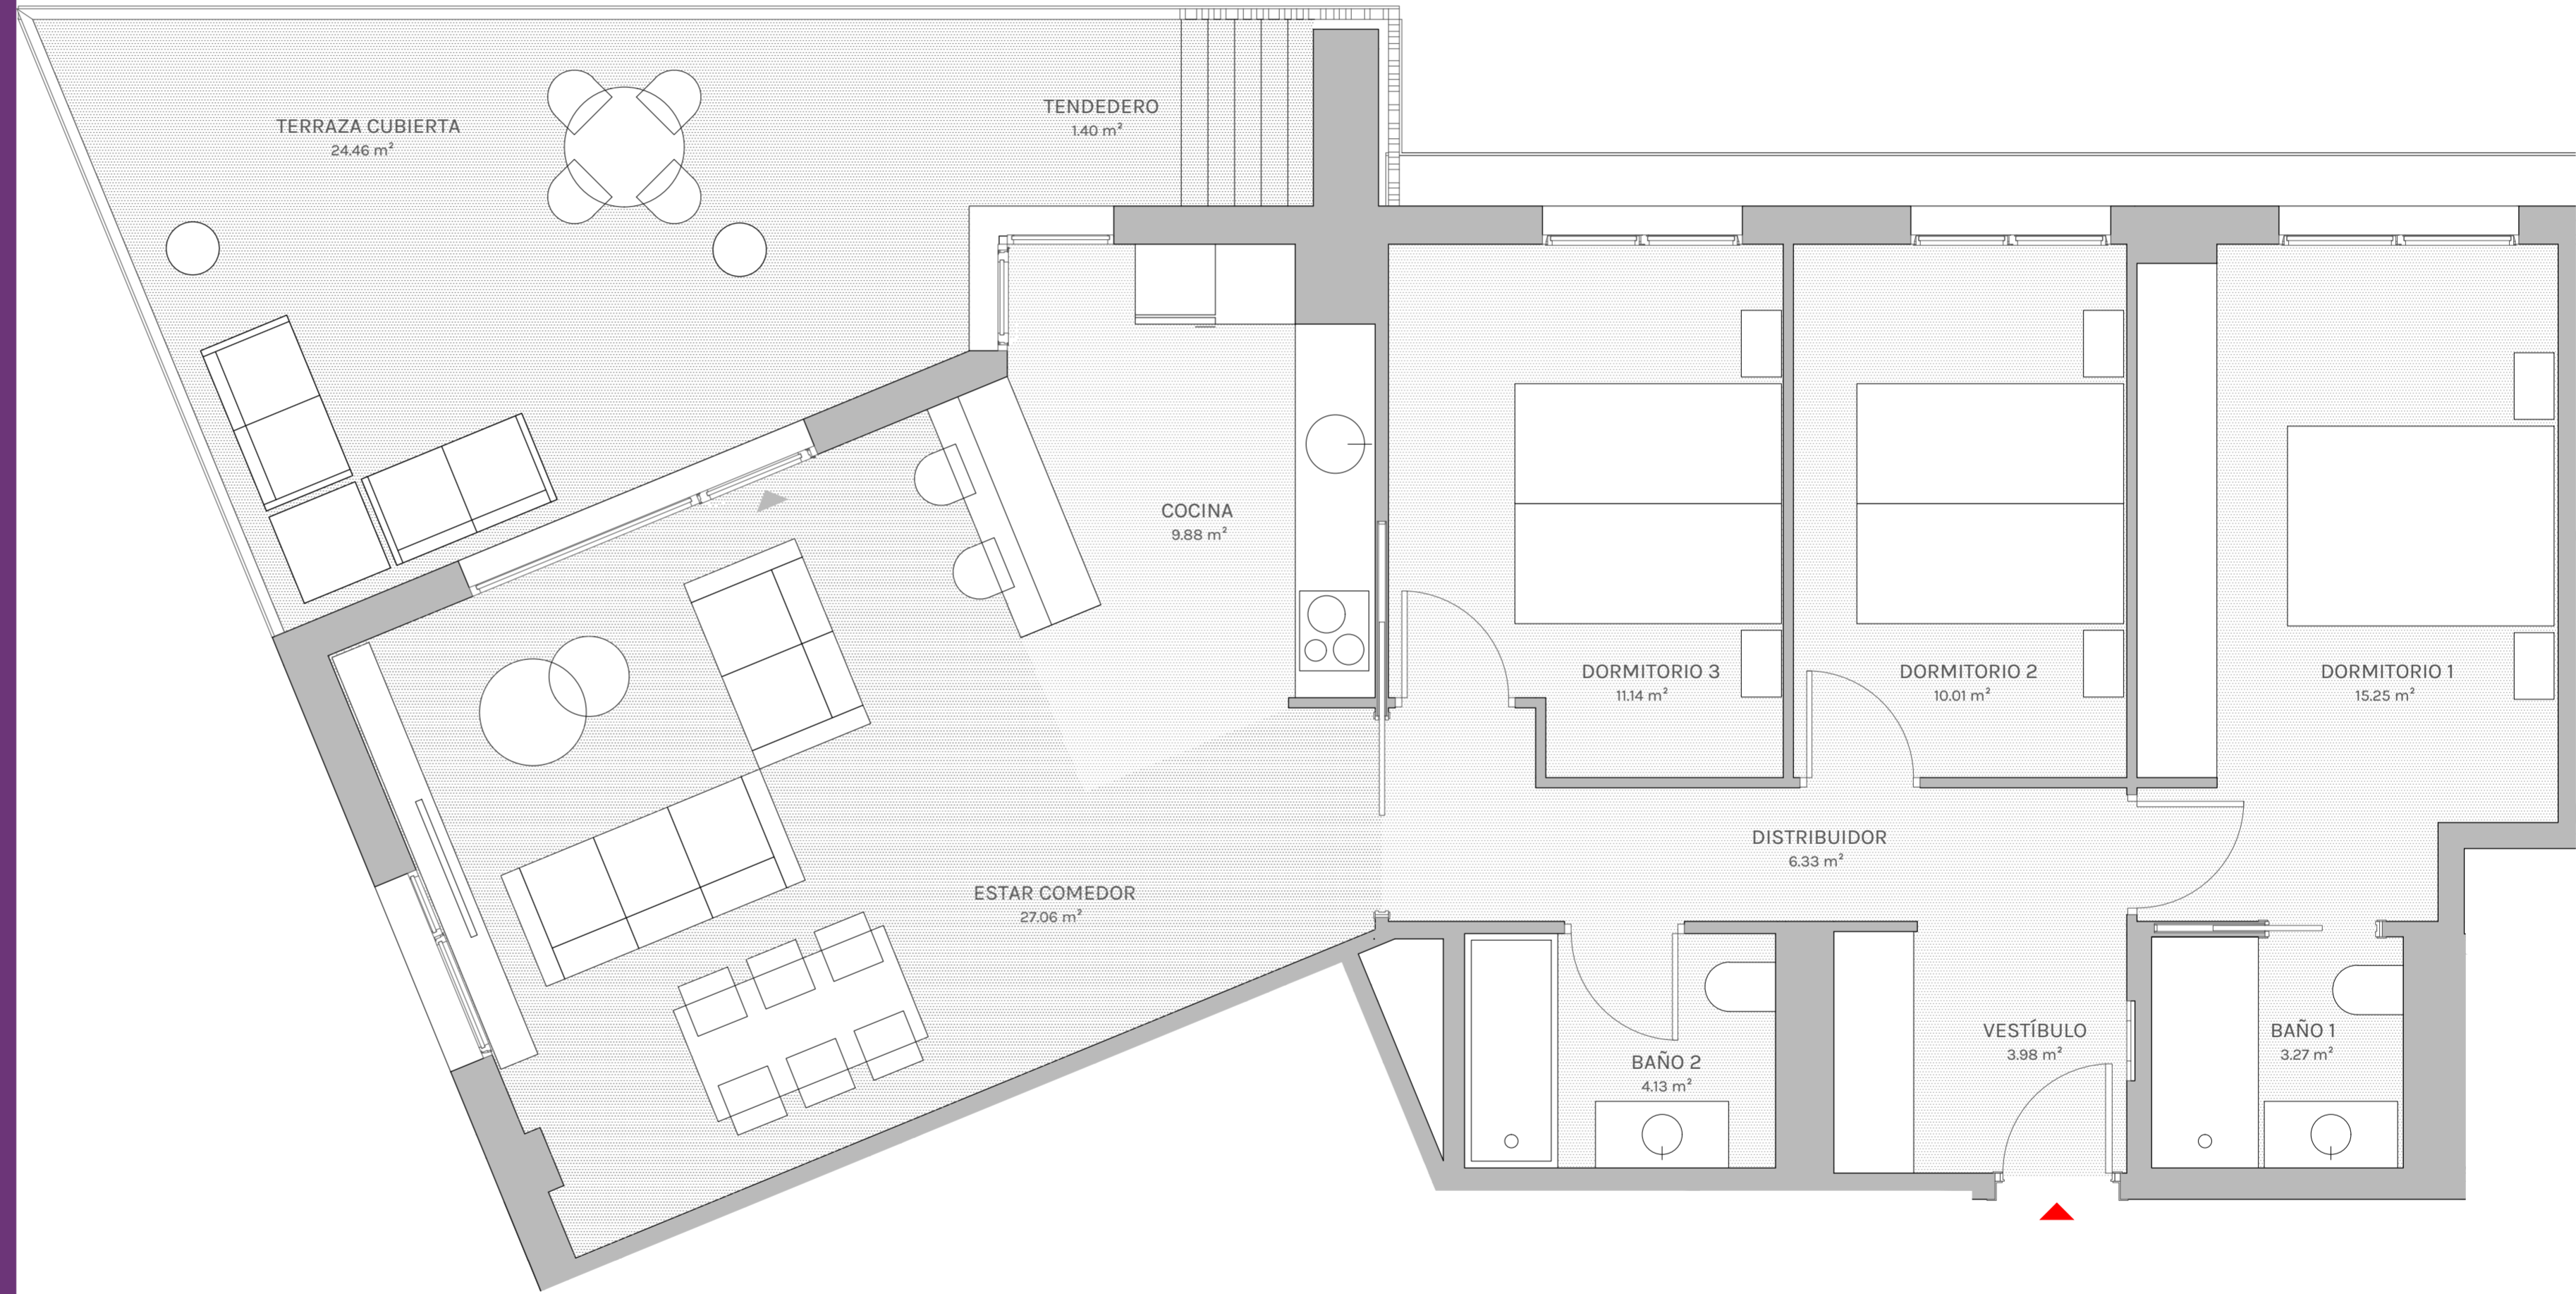 TERRAZA CUBIERTA
24.46 m²
TENDEDERO
1.40 m²
COCINA
9.88 m²
DORMITORIO 3
11.14 m²
DORMITORIO 2
10.01 m²
DORMITORIO 1
15.25 m²
DISTRIBUIDOR
6.33 m²
ESTAR COMEDOR
27.06 m²
BAÑO 2
4.13 m²
VESTÍBULO
3.98 m²
BAÑO 1
3.27 m²